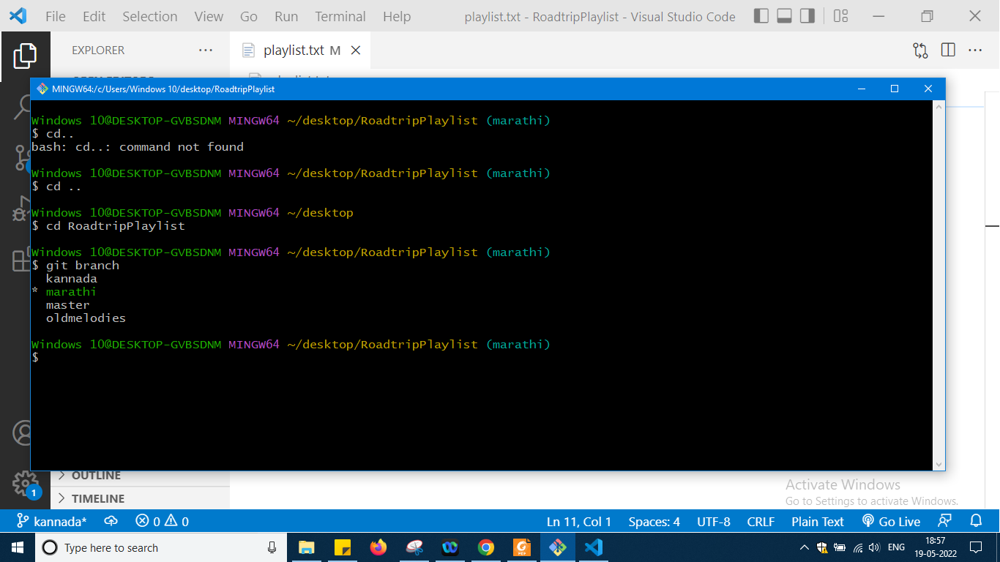 File Edit Selection View Go Run Terminal Help playlist.txt - RoadtripPlaylist - Visual Studio Code
EXPLORER ··· playlist.txt M
MINGW64:/c/Users/Windows 10/desktop/RoadtripPlaylist
Windows 10@DESKTOP-GVBSDNM MINGW64 ~/desktop/RoadtripPlaylist (marathi)
$ cd..
bash: cd..: command not found
Windows 10@DESKTOP-GVBSDNM MINGW64 ~/desktop/RoadtripPlaylist (marathi)
$ cd ..
Windows 10@DESKTOP-GVBSDNM MINGW64 ~/desktop
$ cd RoadtripPlaylist
Windows 10@DESKTOP-GVBSDNM MINGW64 ~/desktop/RoadtripPlaylist (marathi)
$ git branch
kannada
* marathi
master
oldmelodies
Windows 10@DESKTOP-GVBSDNM MINGW64 ~/desktop/RoadtripPlaylist (marathi)
$
OUTLINE
TIMELINE
1
Activate Windows
Go to Settings to activate Windows.
kannada* 0 0 Ln 11, Col 1 Spaces: 4 UTF-8 CRLF Plain Text Go Live
Type here to search ENG 18:57
19-05-2022